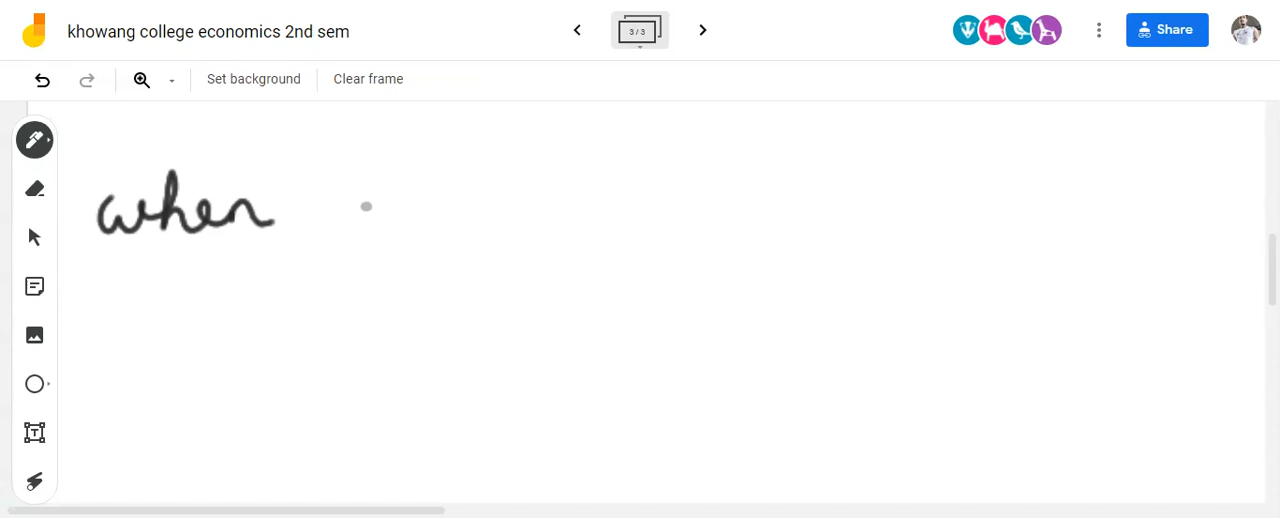 khowang college economics 2nd sem
3 / 3
Share
Set background
Clear frame
when
T